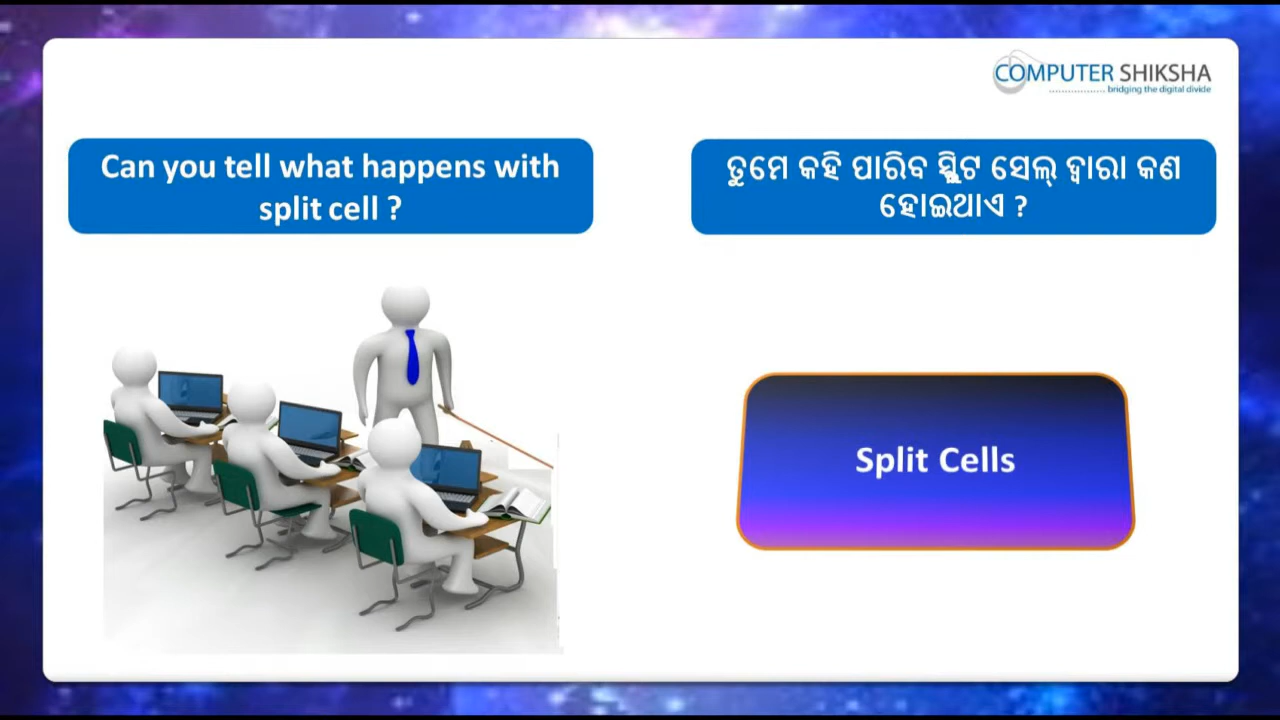 COMPUTER SHIKSHA
bridging the digital divide
Can you tell what happens with
split cell ?
ତୁମେ କହି ପାରିବ ସ୍ପ୍ଲିଟ ସେଲ୍ ଦ୍ୱାରା କଣ
ହୋଇଥାଏ ?
Split Cells